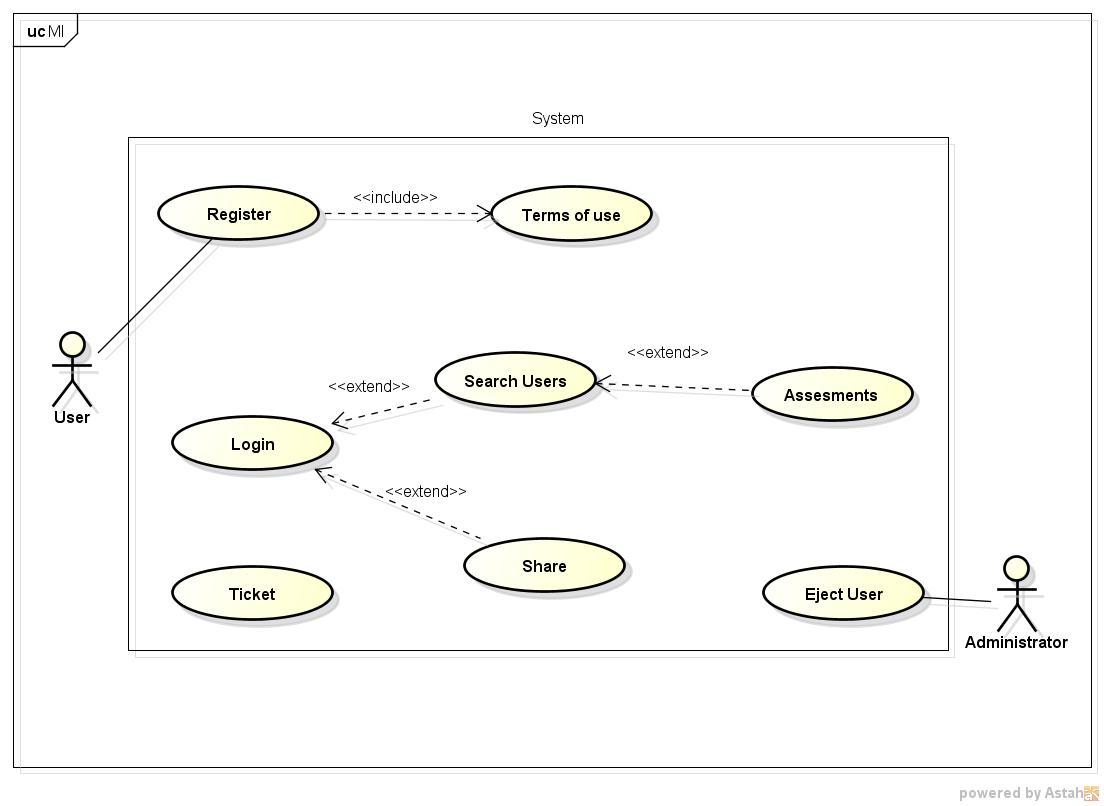 uc MI
System
<<include>>
Register
Terms of use
<<extend>>
Search Users
<<extend>>
Assesments
User
Login
<<extend>>
Share
Ticket
Eject User
Administrator
powered by Astah